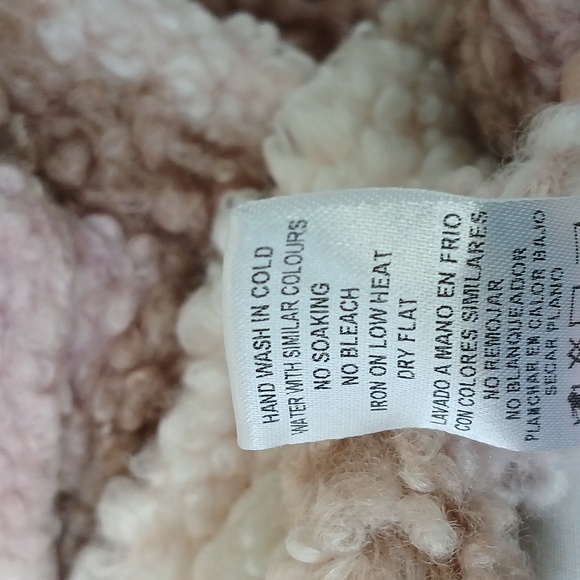 HAND WASH IN COLD
WATER WITH SIMILAR COLOURS
NO SOAKING
NO BLEACH
IRON ON LOW HEAT
DRY FLAT
LAVADO A MANO EN FRIO
CON COLORES SIMILARES
NO REMOJAR
NO BLANQUEADOR
PLANCHAR EN CALOR BAJO
SECAR PLANO